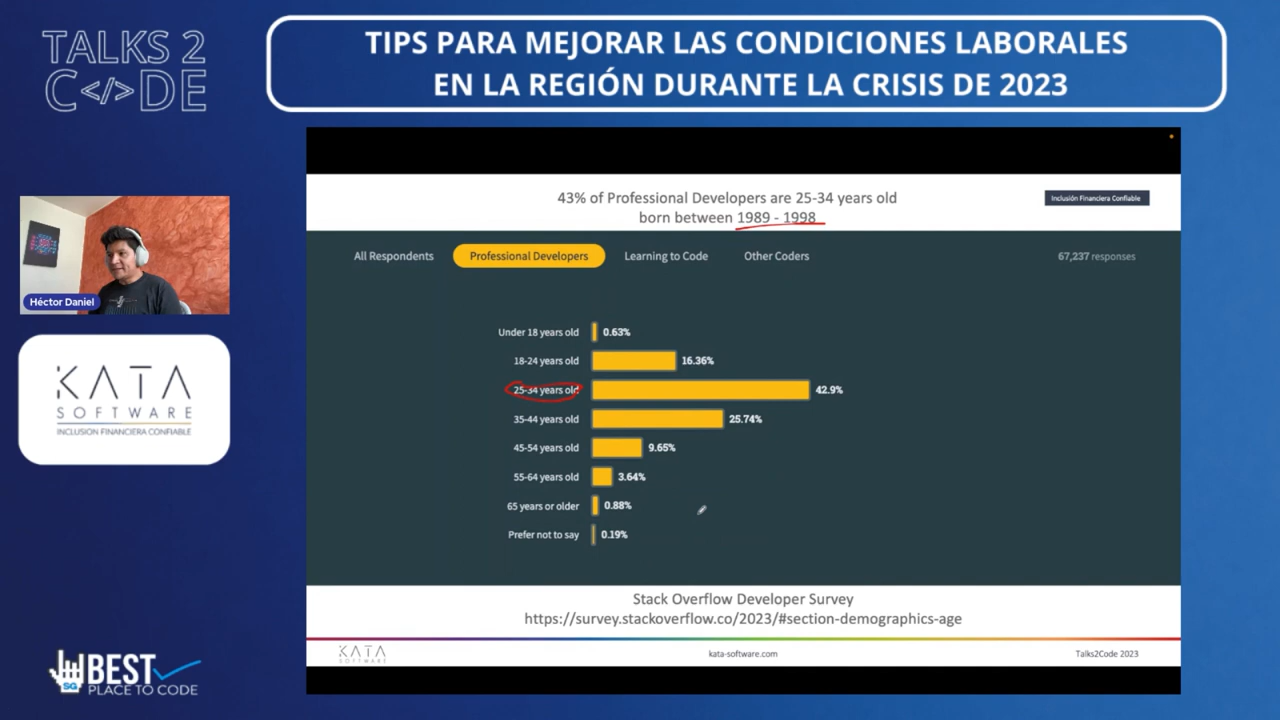 TALKS 2
C</>DE
TIPS PARA MEJORAR LAS CONDICIONES LABORALES
EN LA REGIÓN DURANTE LA CRISIS DE 2023
43% of Professional Developers are 25-34 years old
born between 1989 - 1998
Inclusión Financiera Confiable
All Respondents
Professional Developers
Learning to Code
Other Coders
67,237 responses
Under 18 years old 0.63%
18-24 years old 16.36%
25-34 years old 42.9%
35-44 years old 25.74%
45-54 years old 9.65%
55-64 years old 3.64%
65 years or older 0.88%
Prefer not to say 0.19%
Héctor Daniel
KATA
SOFTWARE
INCLUSION FINANCIERA CONFIABLE
Stack Overflow Developer Survey
https://survey.stackoverflow.co/2023/#section-demographics-age
KATA
SOFTWARE
kata-software.com
Talks2Code 2023
SG
BEST
PLACE TO CODE